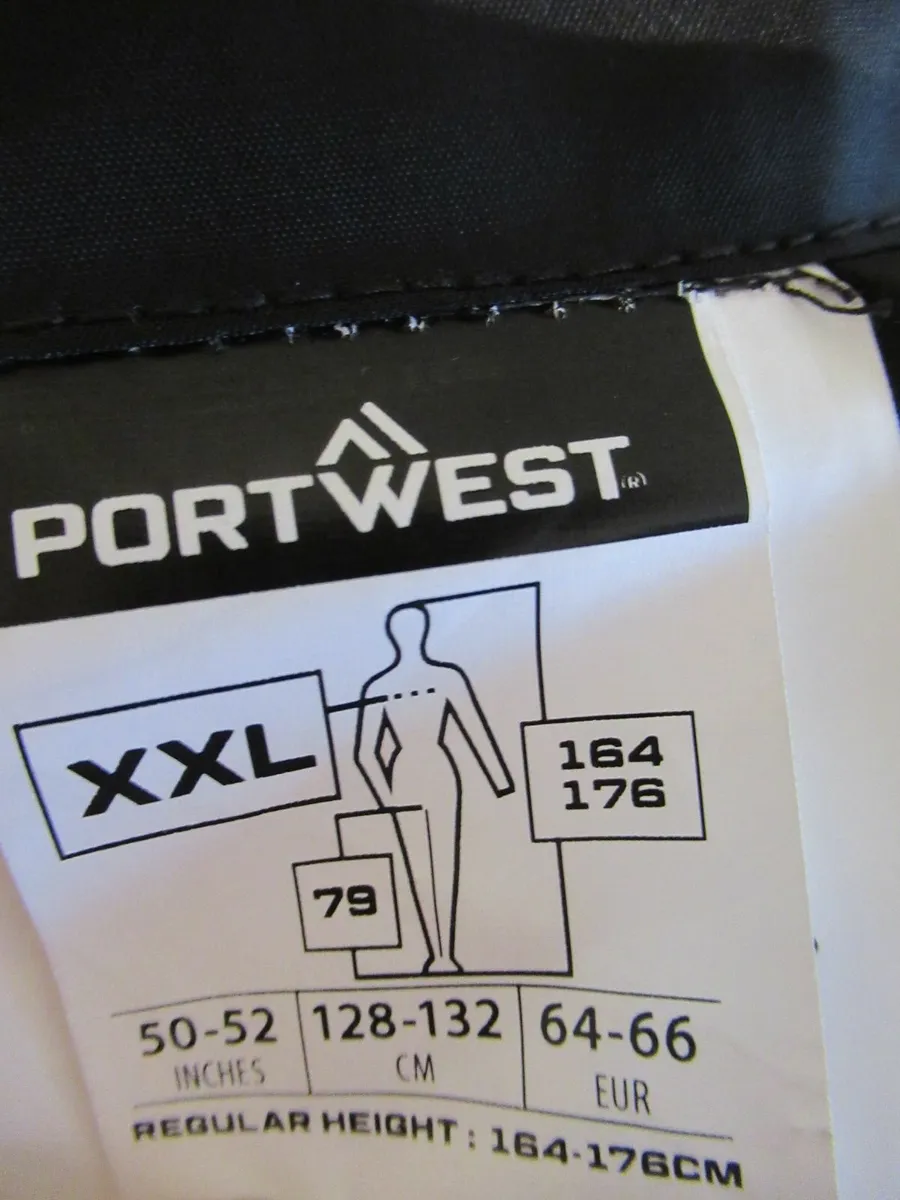 PORTWEST(R)
XXL
164
176
79
50-52 128-132 64-66
INCHES CM EUR
REGULAR HEIGHT : 164-176CM